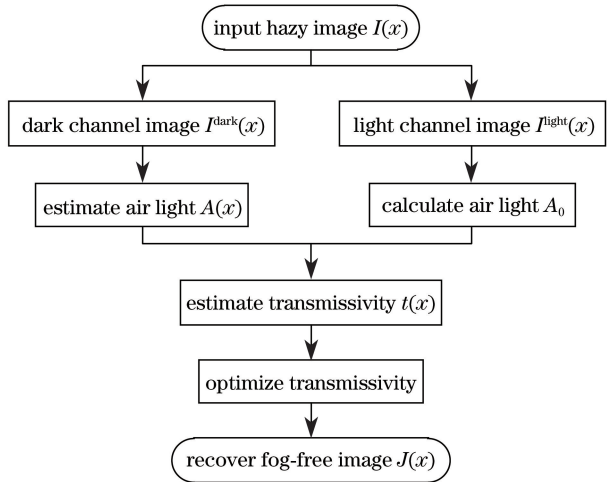 input hazy image I(x)
dark channel image I^dark(x)
light channel image I^light(x)
estimate air light A(x)
calculate air light A₀
estimate transmissivity t(x)
optimize transmissivity
recover fog-free image J(x)